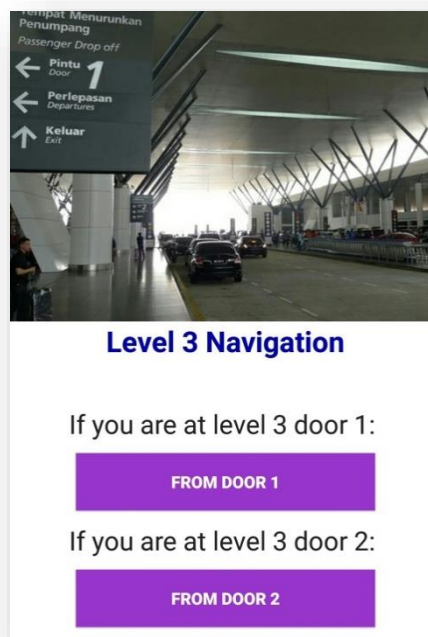 Tempat Menurunkan
Penumpang
Passenger Drop off
Pintu 1
Door
Perlepasan
Departures
Keluar
Exit
Level 3 Navigation
If you are at level 3 door 1:
FROM DOOR 1
If you are at level 3 door 2:
FROM DOOR 2